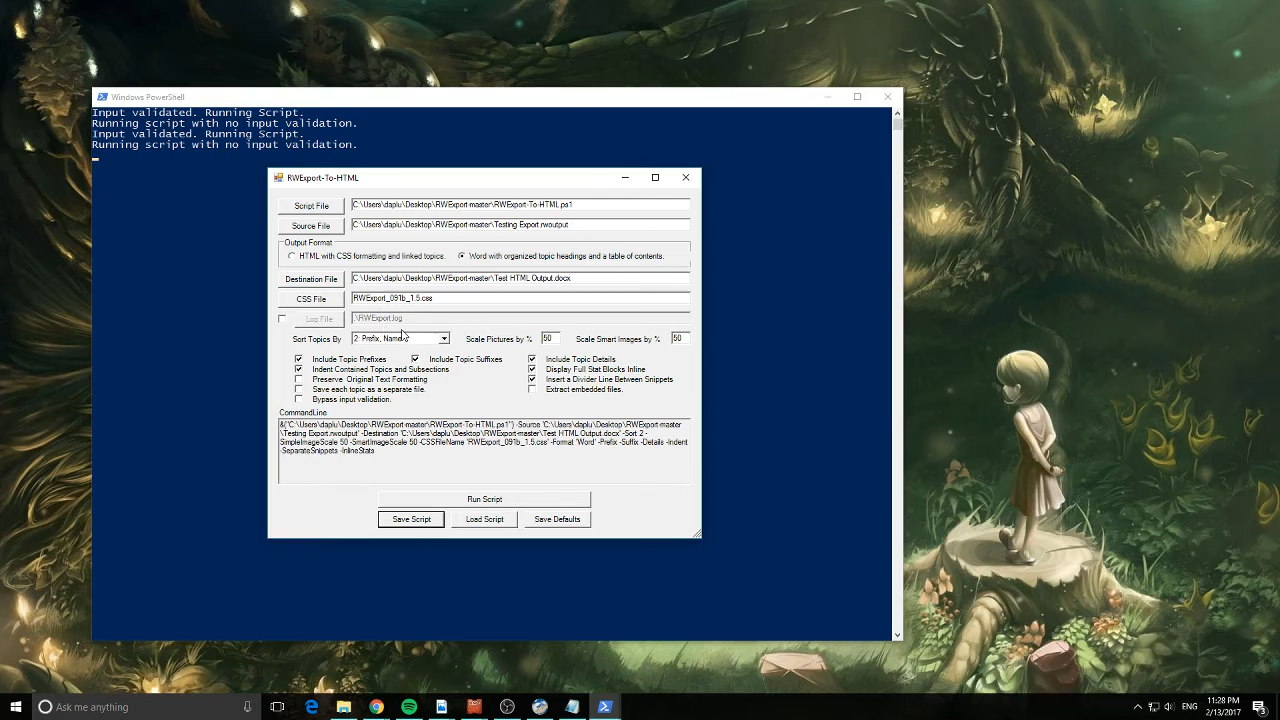 Windows PowerShell
Input validated. Running Script.
Running script with no input validation.
Input validated. Running Script.
Running script with no input validation.
RWExport-To-HTML
Script File C:\Users\daplu\Desktop\RWExport-master\RWExport-To-HTML.ps1
Source File C:\Users\daplu\Desktop\RWExport-master\Testing Export.rwoutput
Output Format
HTML with CSS formatting and linked topics. Word with organized topic headings and a table of contents.
Destination File C:\Users\daplu\Desktop\RWExport-master\Test HTML Output.docx
CSS File RWExport_091b_1.5.css
Log File .\RWExport.log
Sort Topics By 2: Prefix, Name Scale Pictures by % 50 Scale Smart Images by % 50
Include Topic Prefixes Include Topic Suffixes Include Topic Details
Indent Contained Topics and Subsections Display Full Stat Blocks Inline
Preserve Original Text Formatting Insert a Divider Line Between Snippets
Save each topic as a separate file. Extract embedded files.
Bypass input validation.
CommandLine
&("C:\Users\daplu\Desktop\RWExport-master\RWExport-To-HTML.ps1") -Source 'C:\Users\daplu\Desktop\RWExport-master
\Testing Export.rwoutput' -Destination 'C:\Users\daplu\Desktop\RWExport-master\Test HTML Output.docx' -Sort 2 -
SimpleImageScale 50 -SmartImageScale 50 -CSSFileName 'RWExport_091b_1.5.css' -Format 'Word' -Prefix -Suffix -Details -Indent
-SeparateSnippets -InlineStats
Run Script
Save Script Load Script Save Defaults
Ask me anything
ENG
11:28 PM
2/13/2017